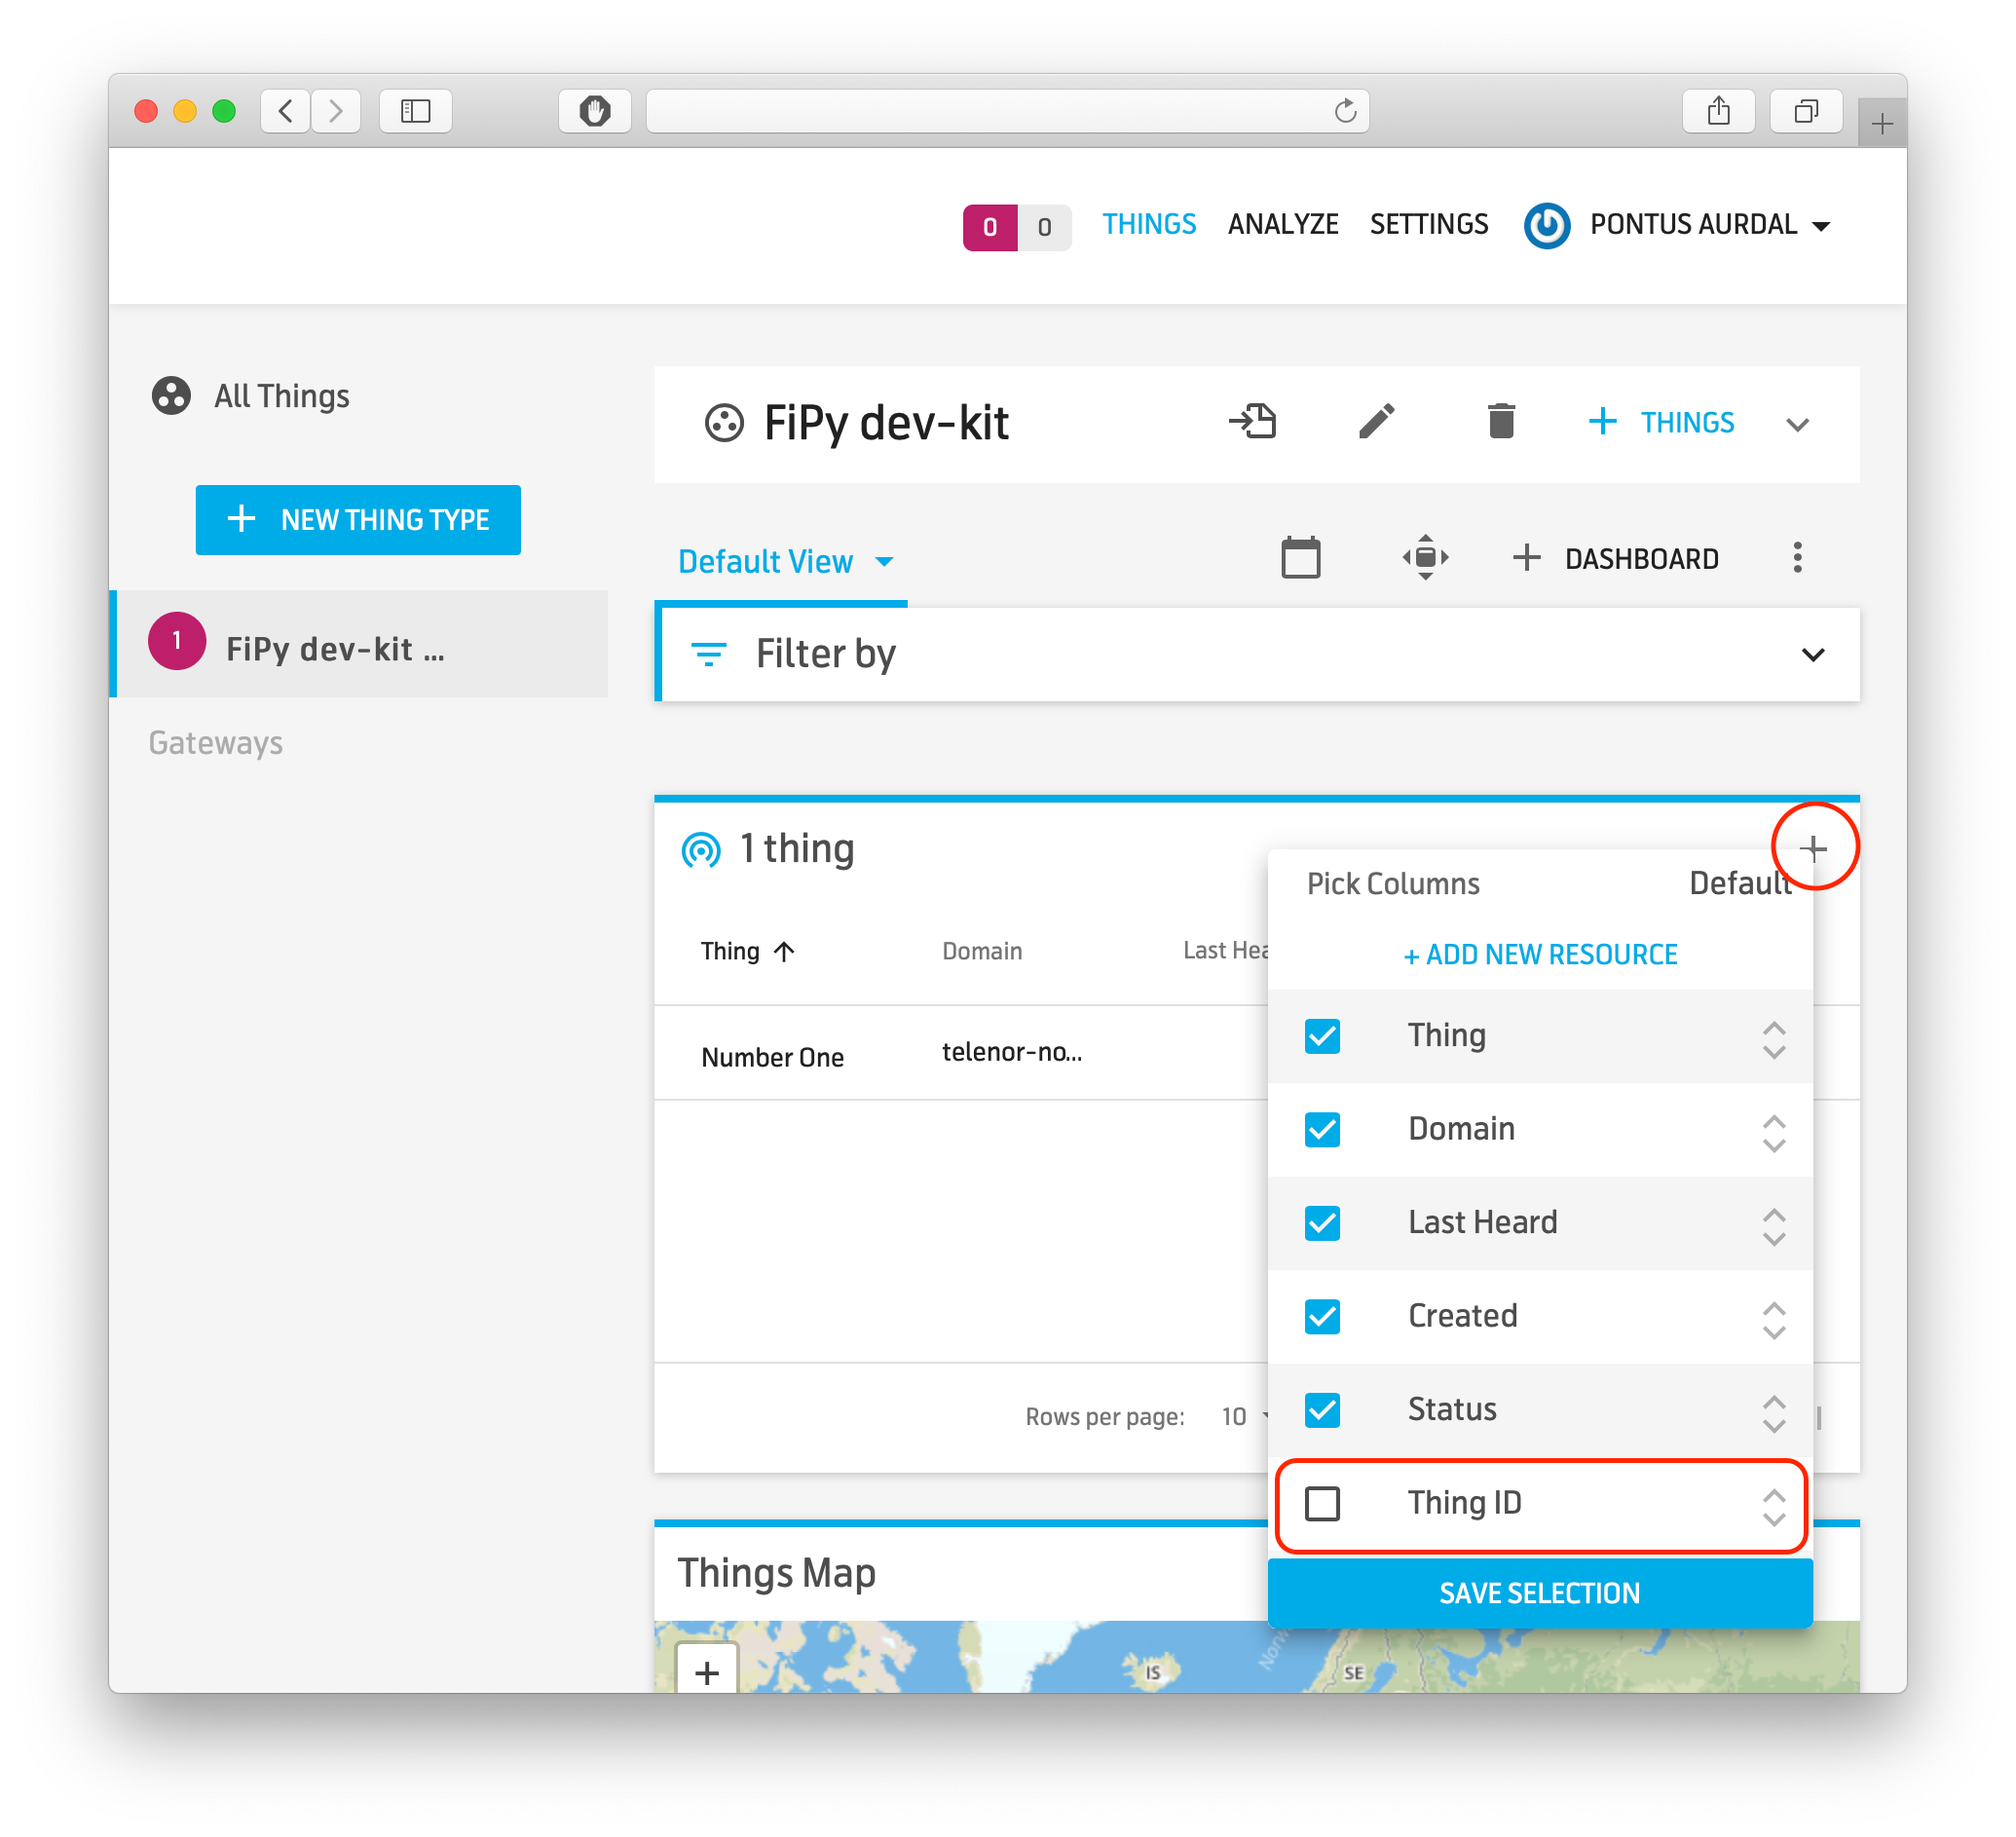 0 0 THINGS ANALYZE SETTINGS PONTUS AURDAL
All Things
NEW THING TYPE
1 FiPy dev-kit ...
Gateways
FiPy dev-kit
+ THINGS
Default View
+ DASHBOARD
Filter by
1 thing
+
Thing Domain Last Hea
Number One telenor-no...
Rows per page: 10
Pick Columns Default
+ ADD NEW RESOURCE
Thing
Domain
Last Heard
Created
Status
Thing ID
SAVE SELECTION
Things Map
+
IS
Norw
SE